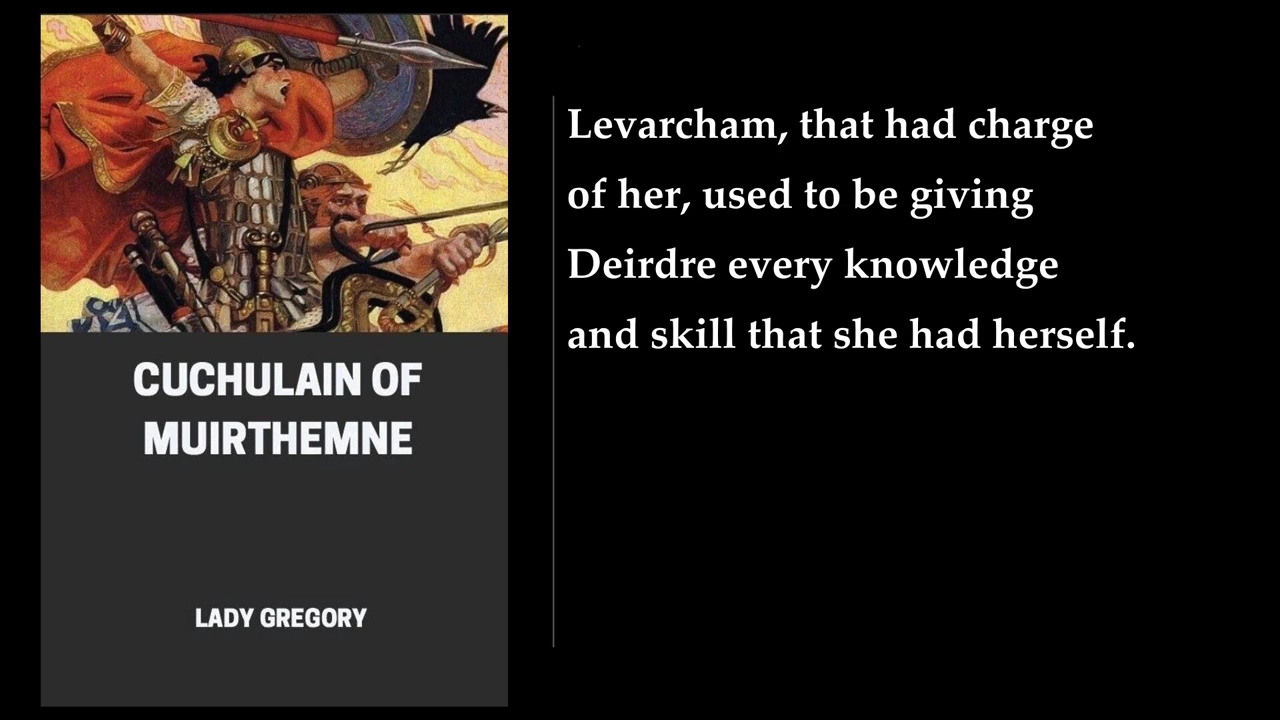 CUCHULAIN OF
MUIRTHEMNE
LADY GREGORY
Levarcham, that had charge
of her, used to be giving
Deirdre every knowledge
and skill that she had herself.